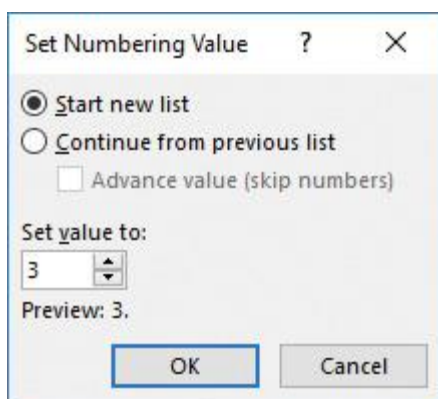 Set Numbering Value ?
Start new list
Continue from previous list
Advance value (skip numbers)
Set value to:
3
Preview: 3.
OK Cancel